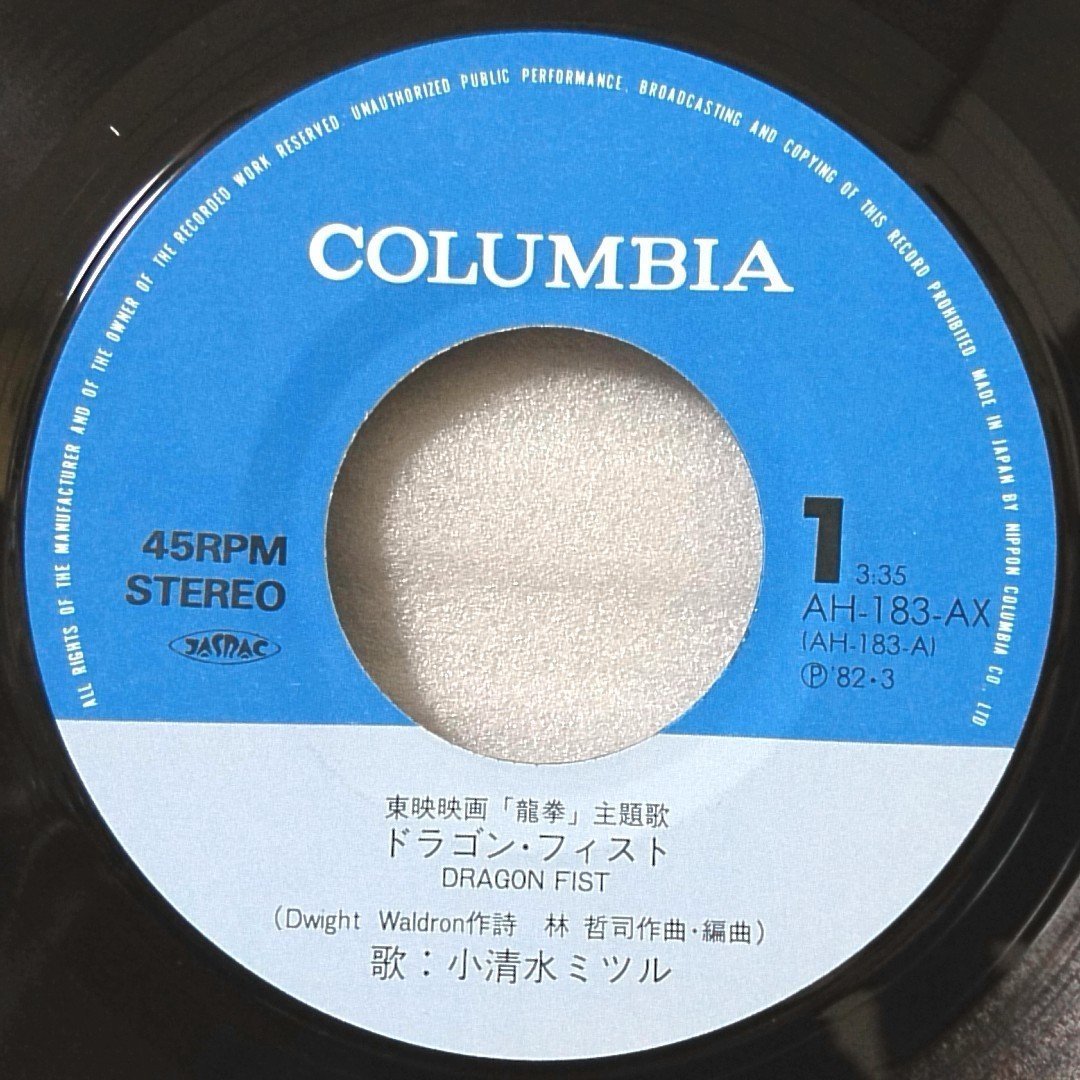 ALL RIGHTS OF THE MANUFACTURER AND OF THE OWNER OF THE RECORDED WORK RESERVED. UNAUTHORIZED PUBLIC PERFORMANCE, BROADCASTING AND COPYING OF THIS RECORD PROHIBITED MADE IN JAPAN BY NIPPON COLUMBIA CO., LTD
COLUMBIA
45RPM
STEREO
JASRAC
1
3:35
AH-183-AX
(AH-183-A)
Ⓟ'82・3
東映映画「龍拳」主題歌
ドラゴン・フィスト
DRAGON FIST
(Dwight Waldron作詩 林 哲司作曲・編曲)
歌：小清水ミツル